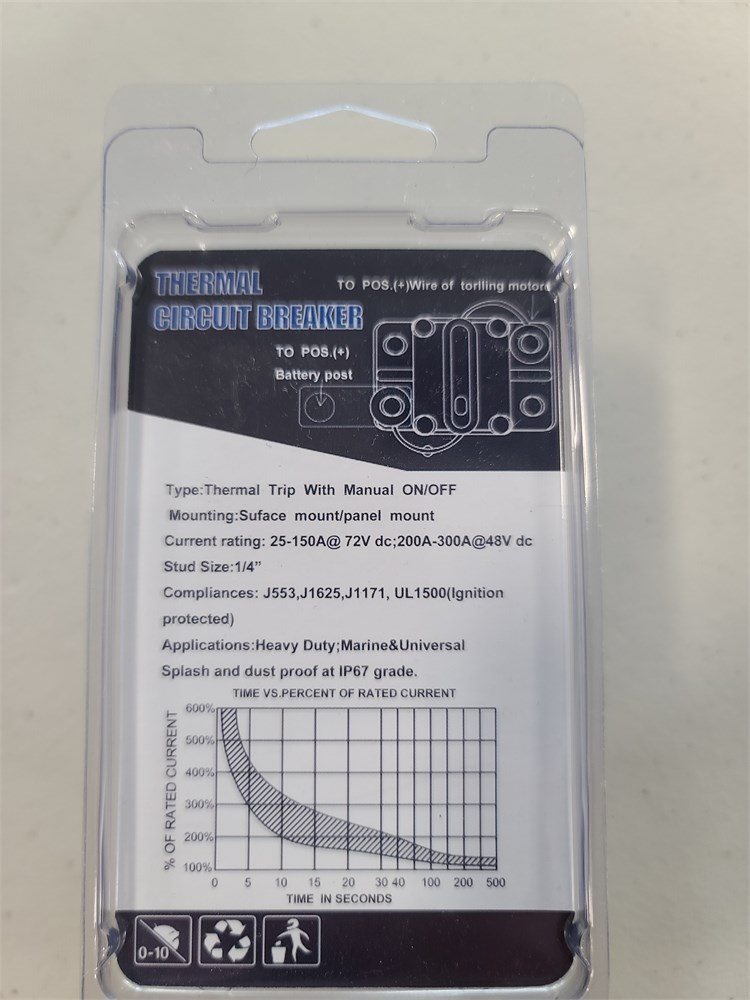 THERMAL
CIRCUIT BREAKER
TO POS.(+)Wire of torlling motors
TO POS.(+)
Battery post
Type:Thermal Trip With Manual ON/OFF
Mounting:Suface mount/panel mount
Current rating: 25-150A@ 72V dc;200A-300A@48V dc
Stud Size:1/4”
Compliances: J553,J1625,J1171, UL1500(Ignition
protected)
Applications:Heavy Duty;Marine&Universal
Splash and dust proof at IP67 grade.
TIME VS.PERCENT OF RATED CURRENT
% OF RATED CURRENT
600%
500%
400%
300%
200%
100%
0 5 10 15 20 30 40 100 200 500
TIME IN SECONDS
0-10